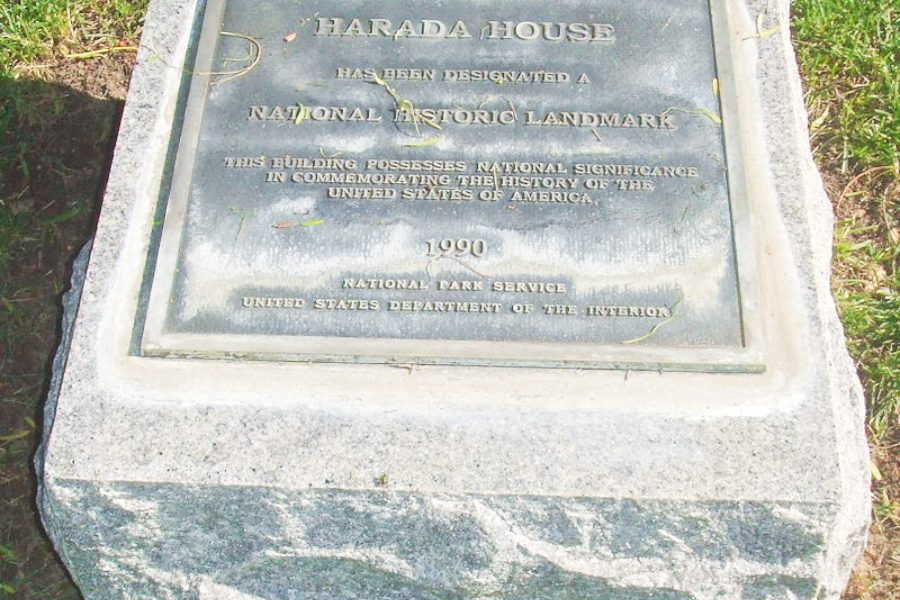 HARADA HOUSE
HAS BEEN DESIGNATED A
NATIONAL HISTORIC LANDMARK
THIS BUILDING POSSESSES NATIONAL SIGNIFICANCE
IN COMMEMORATING THE HISTORY OF THE
UNITED STATES OF AMERICA.
1990
NATIONAL PARK SERVICE
UNITED STATES DEPARTMENT OF THE INTERIOR